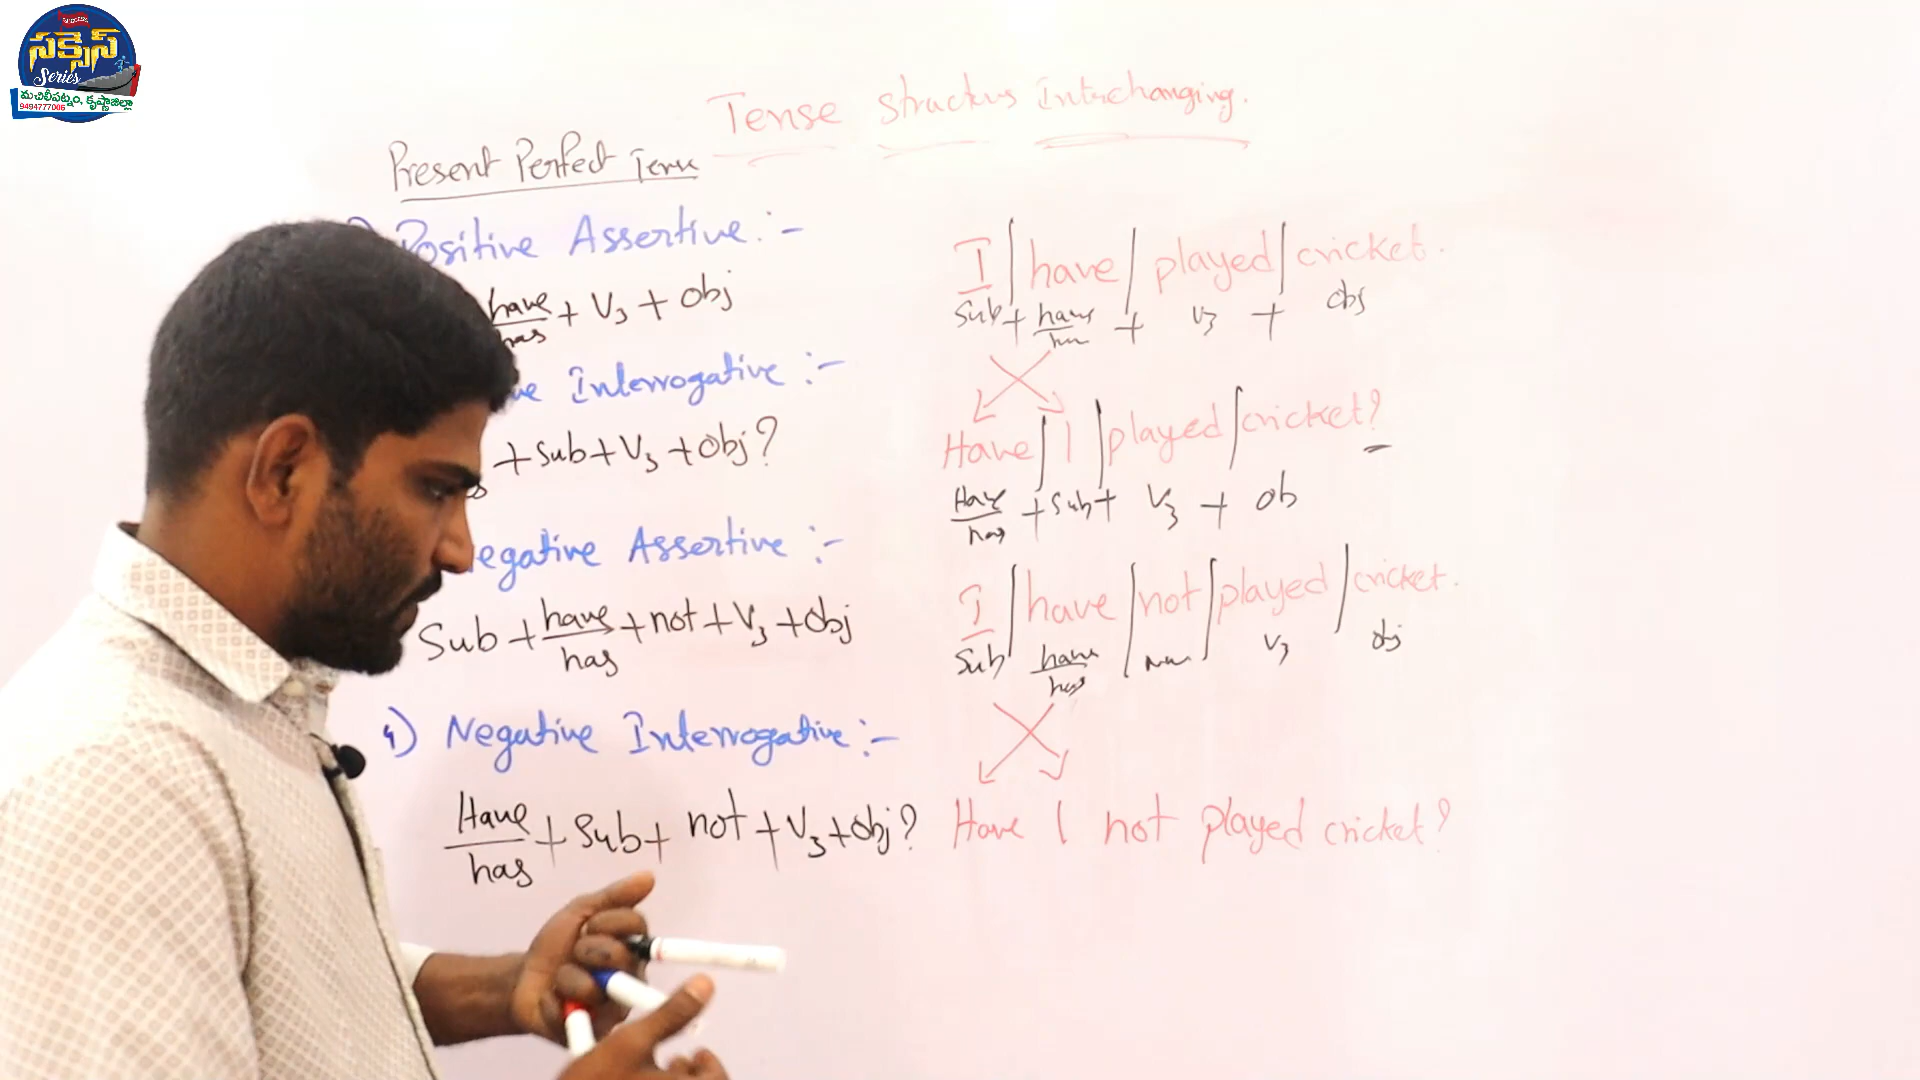 Success
సక్సెస్
Series
మచిలీపట్నం, కృష్ణాజిల్లా
9494777006
Tense Interchanging.
Present Perfect Tense
Positive Assertive :-
have/has + V3 + Obj
Interrogative :-
+ Sub + V3 + Obj?
Negative Assertive :-
Sub + have/has + not + V3 + Obj
4) Negative Interrogative :-
Have/has + Sub + not + V3 + Obj?
I | have | played | cricket.
Sub + have/has + V3 + obj
Have | I | played | cricket?
Have/has + Sub + V3 + Ob
I | have | not | played | cricket.
Sub have/has V3 obj
Have I not played cricket?